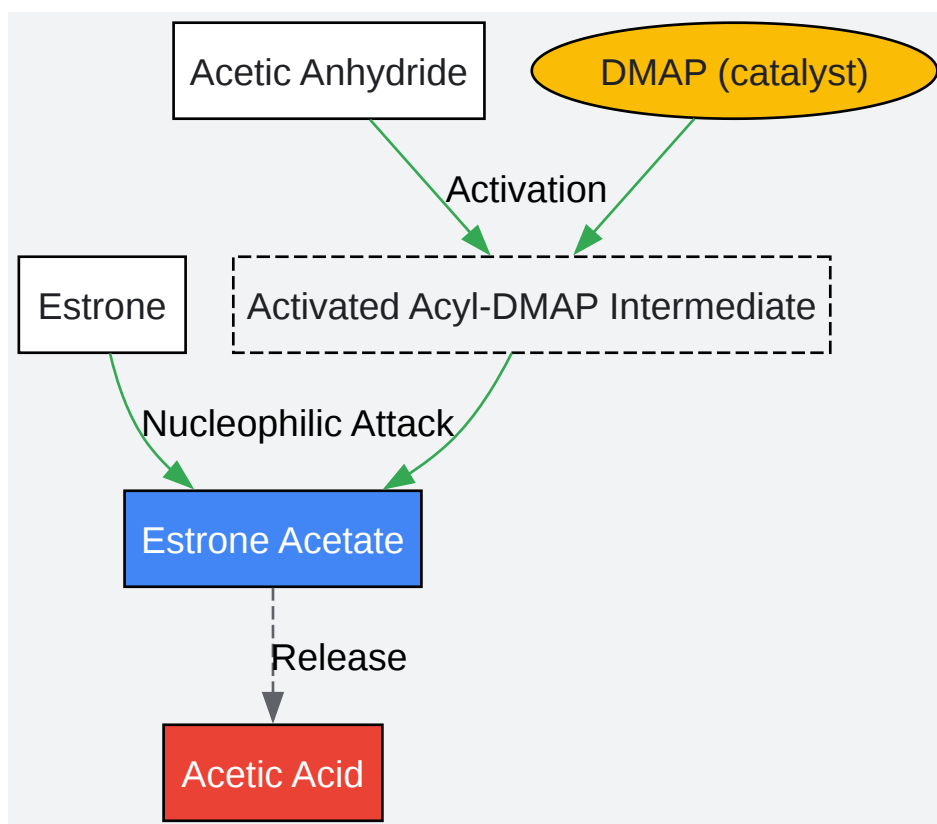 Acetic Anhydride
DMAP (catalyst)
Activation
Estrone
Activated Acyl-DMAP Intermediate
Nucleophilic Attack
Estrone Acetate
Release
Acetic Acid